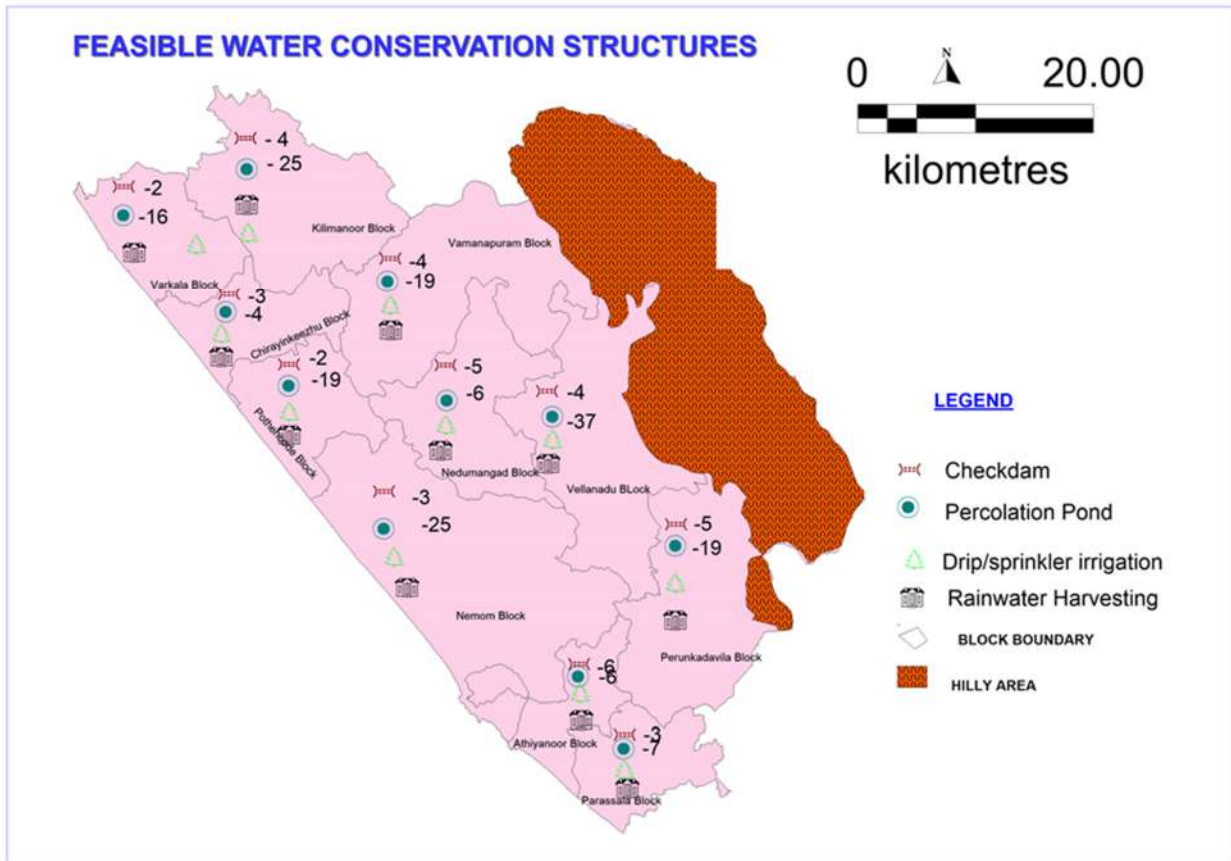 FEASIBLE WATER CONSERVATION STRUCTURES
N
0 20.00
kilometres
- 4
- 25
-2
-16
Kilimanoor Block
Vamanapuram Block
-4
-19
Varkala Block
-3
-4
Chirayinkeezhu Block
-2
-19
-5
-6
-4
-37
Pothencode Block
Nedumangad Block
Vellanadu BLock
-3
-25
-5
-19
Nemom Block
Perunkadavila Block
-6
-6
Athiyanoor Block
-3
-7
Parassala Block
LEGEND
Checkdam
Percolation Pond
Drip/sprinkler irrigation
Rainwater Harvesting
BLOCK BOUNDARY
HILLY AREA